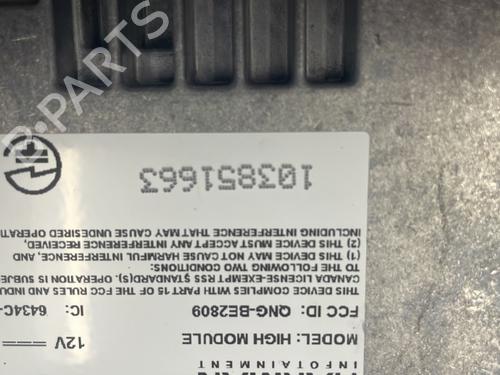 INFOTAINMENT
MODEL: HIGH MODULE 12V
FCC ID: QNG-BE2809 IC: 6434C-
THIS DEVICE COMPLIES WITH PART 15 OF THE FCC RULES AND INDU
CANADA LICENSE-EXEMPT RSS STANDARD(S). OPERATION IS SUBJE
TO THE FOLLOWING TWO CONDITIONS:
(1) THIS DEVICE MAY NOT CAUSE HARMFUL INTERFERENCE, AND
(2) THIS DEVICE MUST ACCEPT ANY INTERFERENCE RECEIVED,
INCLUDING INTERFERENCE THAT MAY CAUSE UNDESIRED OPERATI
103851663